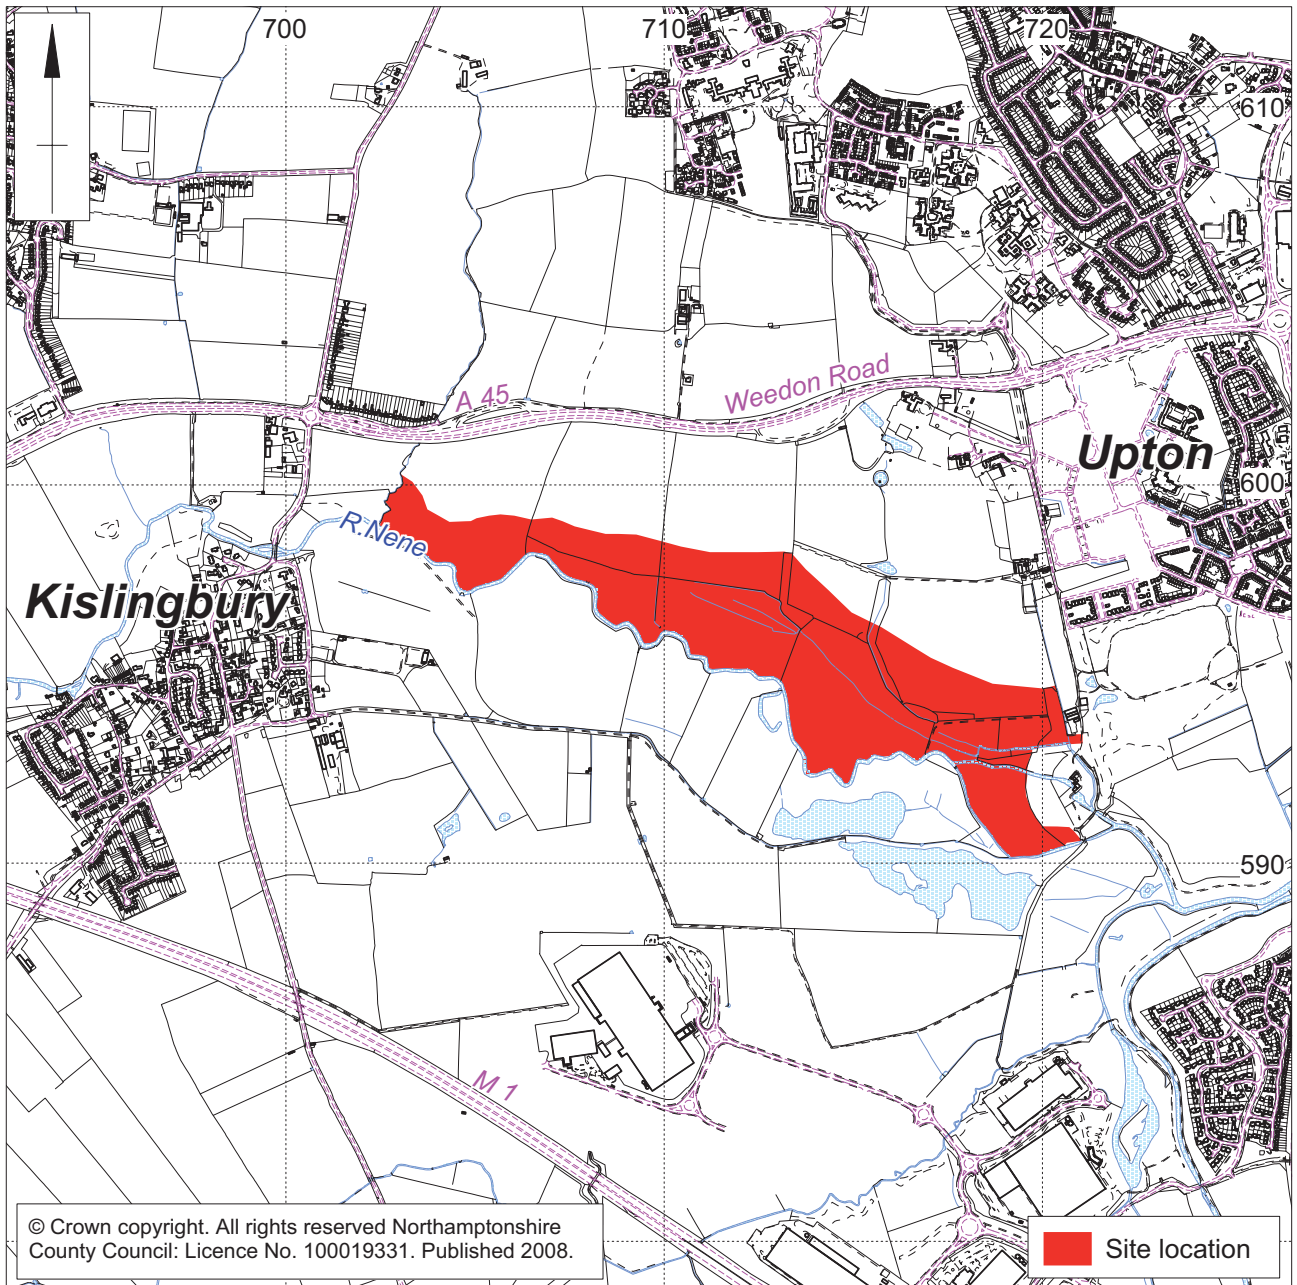 700
710
720
610
A 45
Weedon Road
Upton
600
R.Nene
Kislingbury
590
M 1
© Crown copyright. All rights reserved Northamptonshire
County Council: Licence No. 100019331. Published 2008.
Site location